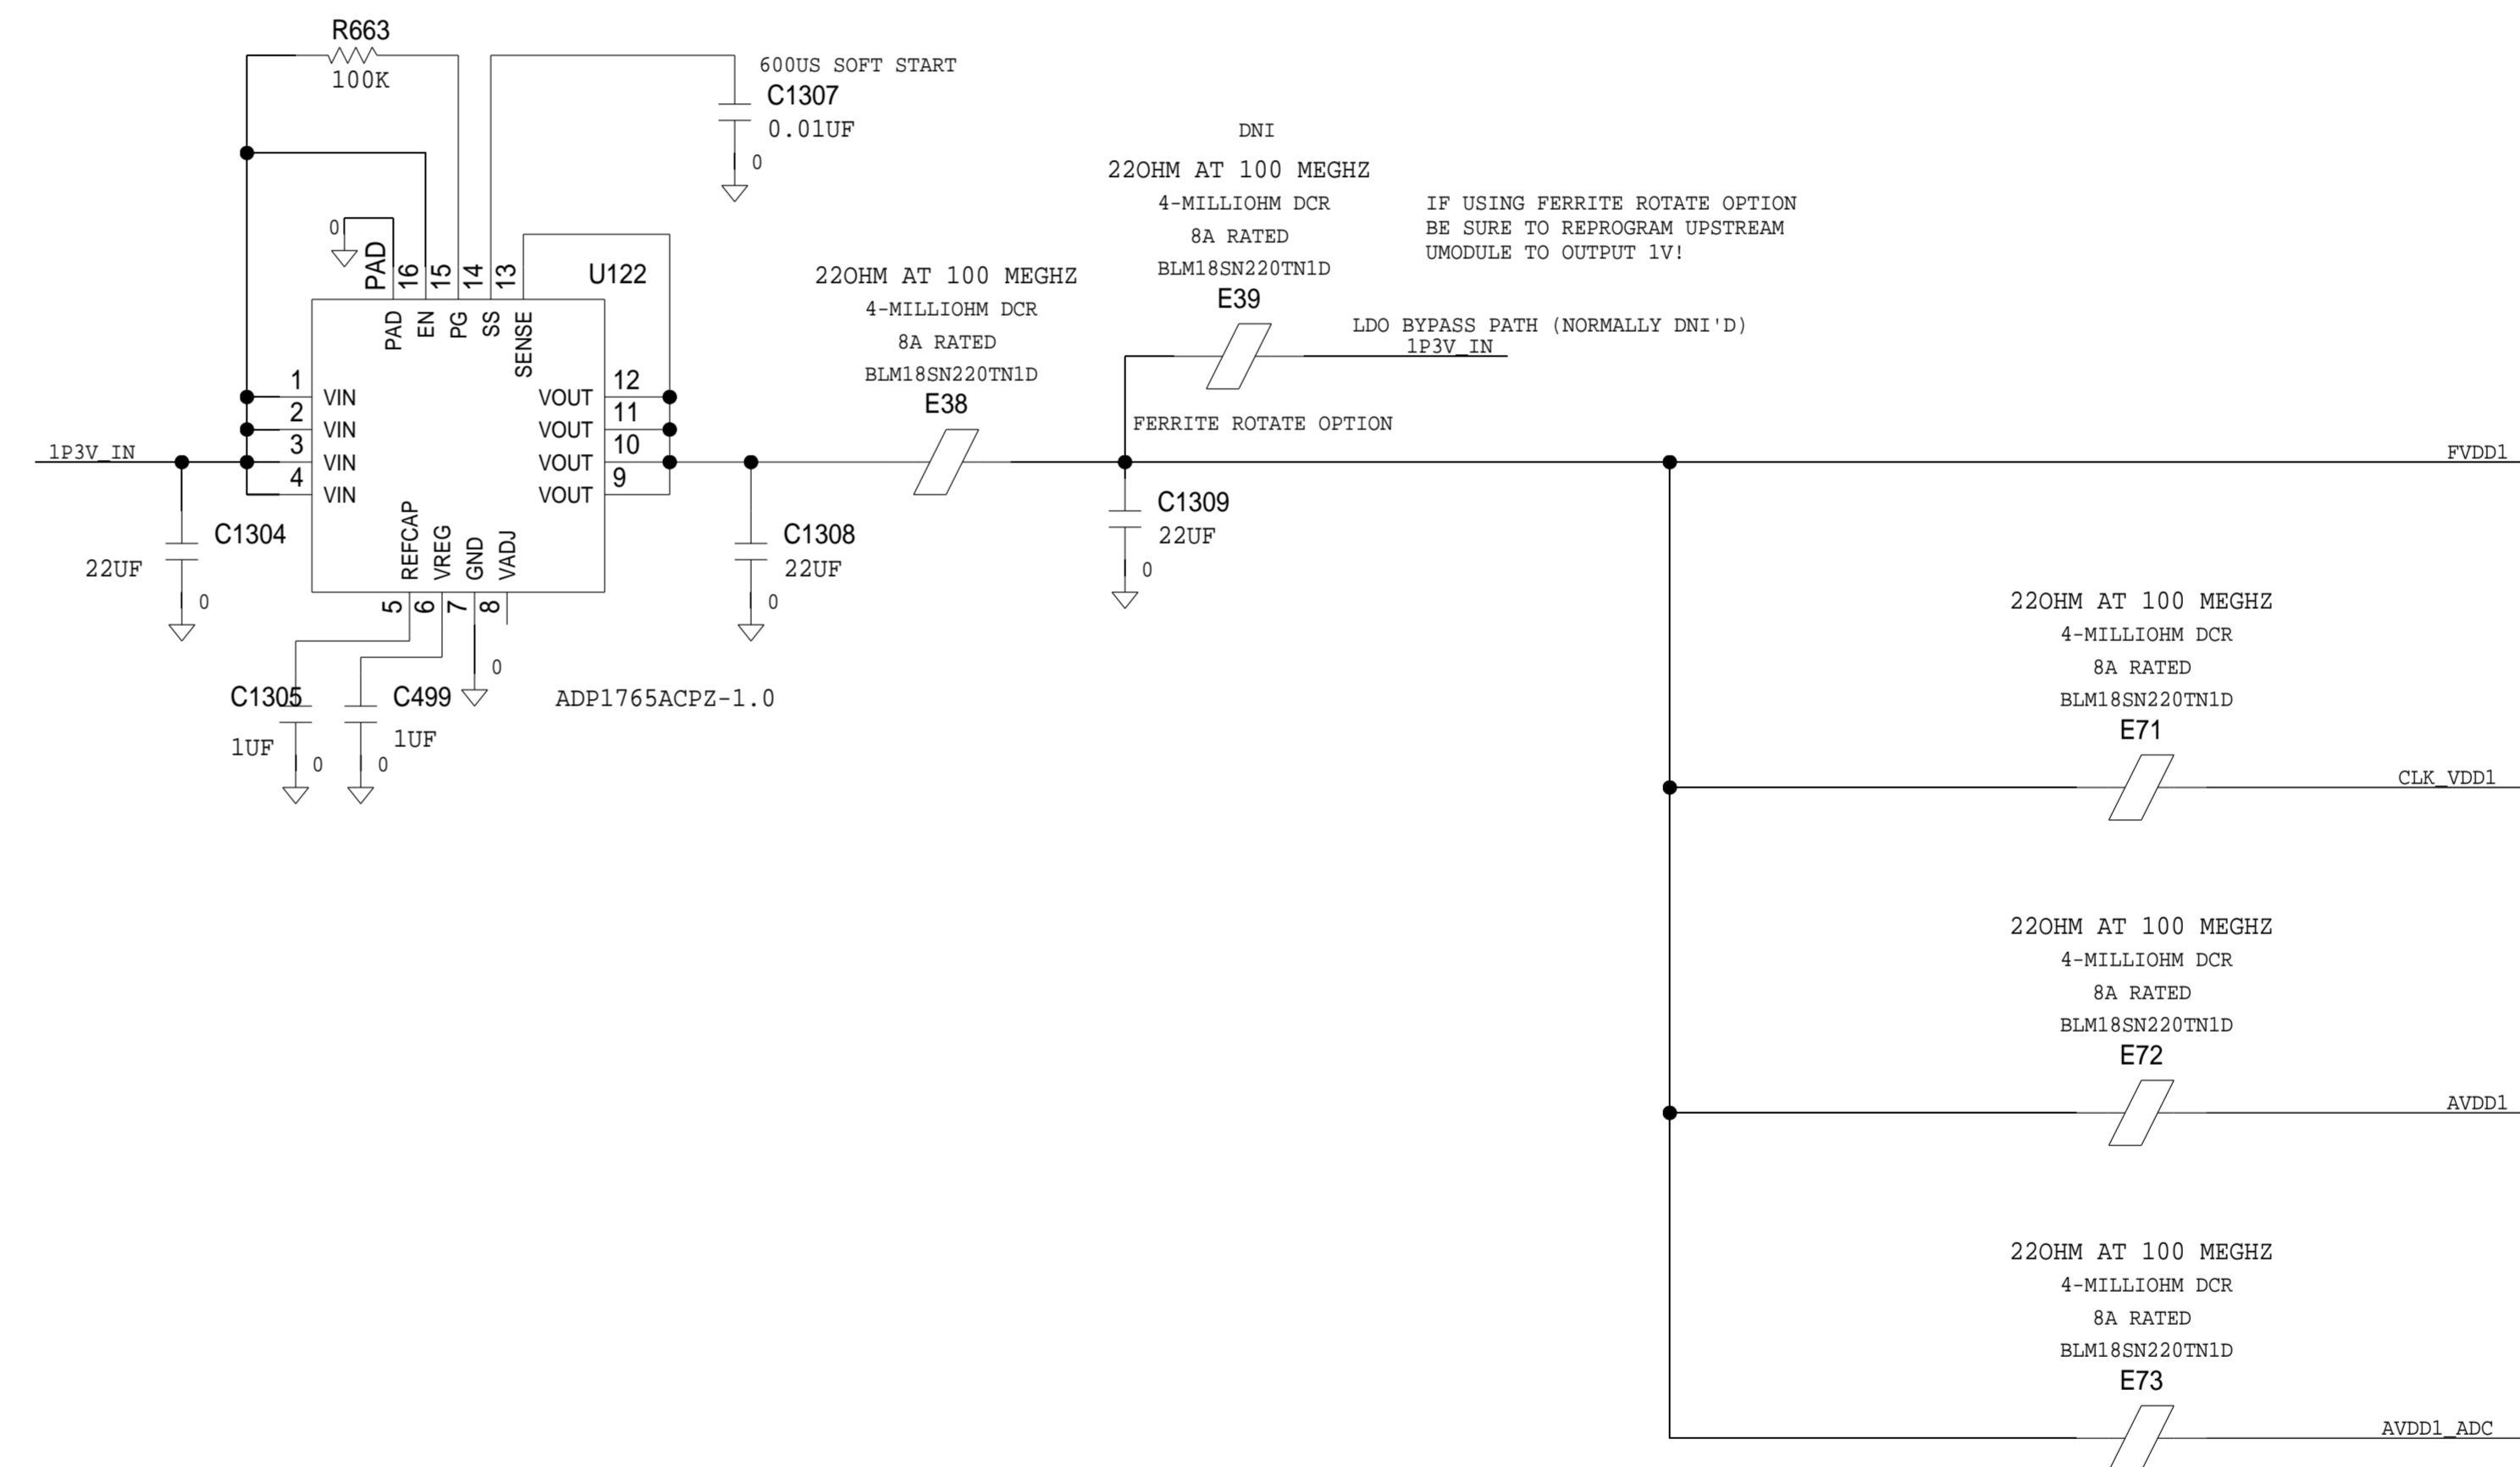 R663
100K
600US SOFT START
C1307
0.01UF
0
DNI
22OHM AT 100 MEGHZ
4-MILLIOHM DCR
8A RATED
BLM18SN220TN1D
E39
IF USING FERRITE ROTATE OPTION
BE SURE TO REPROGRAM UPSTREAM
UMODULE TO OUTPUT 1V!
LDO BYPASS PATH (NORMALLY DNI'D)
1P3V_IN
FERRITE ROTATE OPTION
0
PAD
16
15
14
13
U122
PAD
EN
PG
SS
SENSE
22OHM AT 100 MEGHZ
4-MILLIOHM DCR
8A RATED
BLM18SN220TN1D
E38
1
VIN
VOUT
12
2
VIN
VOUT
11
3
VIN
VOUT
10
4
VIN
VOUT
9
1P3V_IN
FVDD1
REFCAP
VREG
GND
VADJ
5
6
7
8
C1304
22UF
0
C1308
22UF
0
C1309
22UF
0
0
C1305
1UF
0
C499
1UF
0
ADP1765ACPZ-1.0
22OHM AT 100 MEGHZ
4-MILLIOHM DCR
8A RATED
BLM18SN220TN1D
E71
CLK_VDD1
22OHM AT 100 MEGHZ
4-MILLIOHM DCR
8A RATED
BLM18SN220TN1D
E72
AVDD1
22OHM AT 100 MEGHZ
4-MILLIOHM DCR
8A RATED
BLM18SN220TN1D
E73
AVDD1_ADC